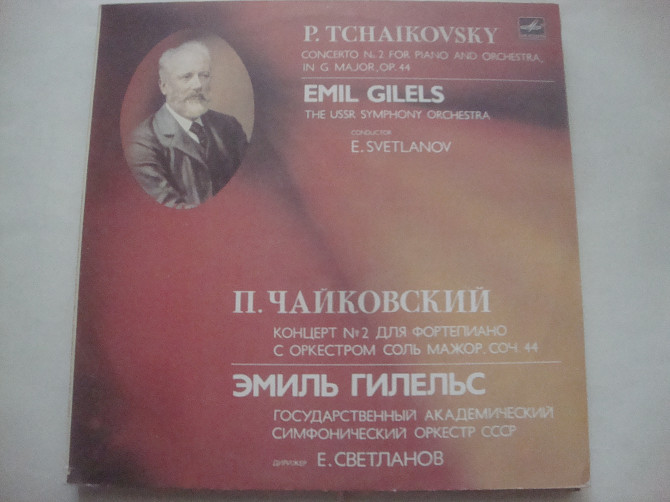 P. TCHAIKOVSKY
CONCERTO № 2 FOR PIANO AND ORCHESTRA,
IN G MAJOR, OP. 44
EMIL GILELS
THE USSR SYMPHONY ORCHESTRA
CONDUCTOR
E. SVETLANOV
П. ЧАЙКОВСКИЙ
КОНЦЕРТ №2 ДЛЯ ФОРТЕПИАНО
С ОРКЕСТРОМ СОЛЬ МАЖОР, СОЧ. 44
ЭМИЛЬ ГИЛЕЛЬС
ГОСУДАРСТВЕННЫЙ АКАДЕМИЧЕСКИЙ
СИМФОНИЧЕСКИЙ ОРКЕСТР СССР
ДИРИЖЕР Е. СВЕТЛАНОВ